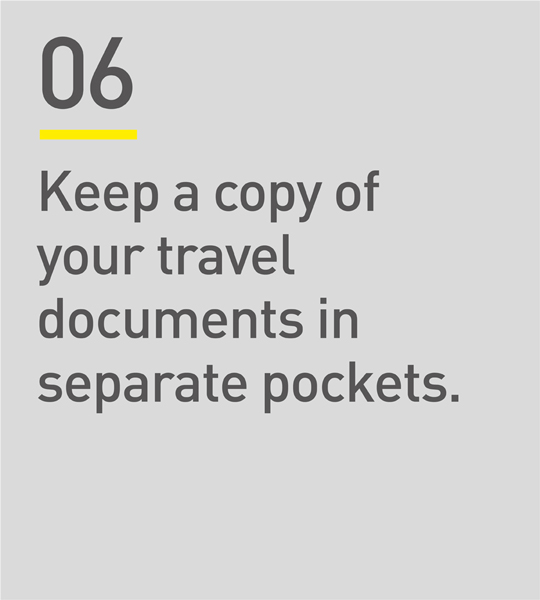 06
Keep a copy of
your travel
documents in
separate pockets.